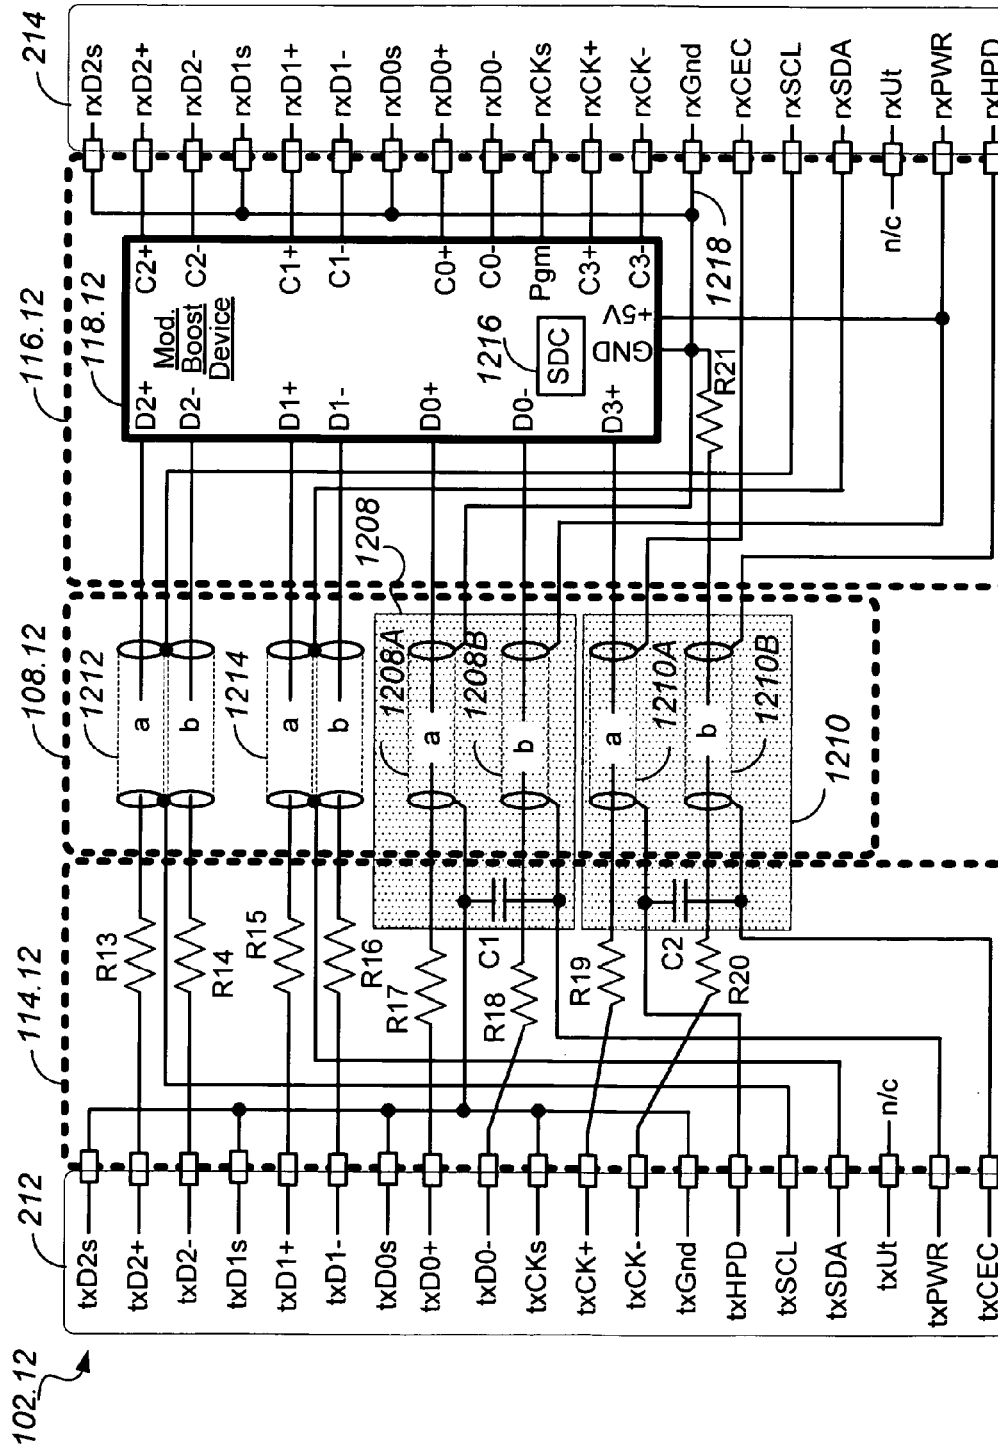 102.12
212
114.12
108.12
116.12
214
txD2s
txD2+
txD2-
txD1s
txD1+
txD1-
txD0s
txD0+
txD0-
txCKs
txCK+
txCK-
txGnd
txHPD
txSCL
txSDA
txUt
n/c
txPWR
txCEC
R13
R14
R15
R16
R17
C1
R18
R19
C2
R20
1212
a
b
1214
a
b
1208
1208A
a
1208B
b
1210A
a
1210B
b
1210
118.12
Mod.
Boost
Device
D2+
D2-
D1+
D1-
D0+
D0-
D3+
C2+
C2-
C1+
C1-
C0+
C0-
Pgm
C3+
C3-
1216
SDC
GND
+5V
R21
1218
n/c
rxD2s
rxD2+
rxD2-
rxD1s
rxD1+
rxD1-
rxD0s
rxD0+
rxD0-
rxCKs
rxCK+
rxCK-
rxGnd
rxCEC
rxSCL
rxSDA
rxUt
rxPWR
rxHPD